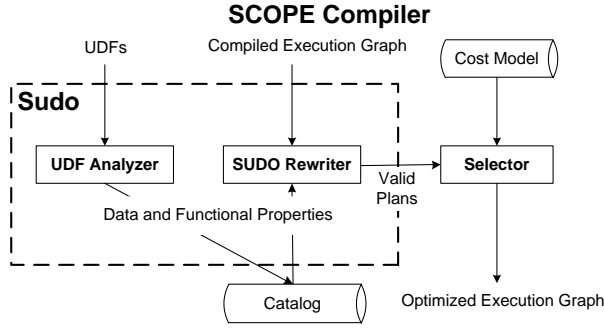 SCOPE Compiler
UDFs
Compiled Execution Graph
Cost Model
Sudo
UDF Analyzer
SUDO Rewriter
Selector
Valid
Plans
Data and Functional Properties
Catalog
Optimized Execution Graph